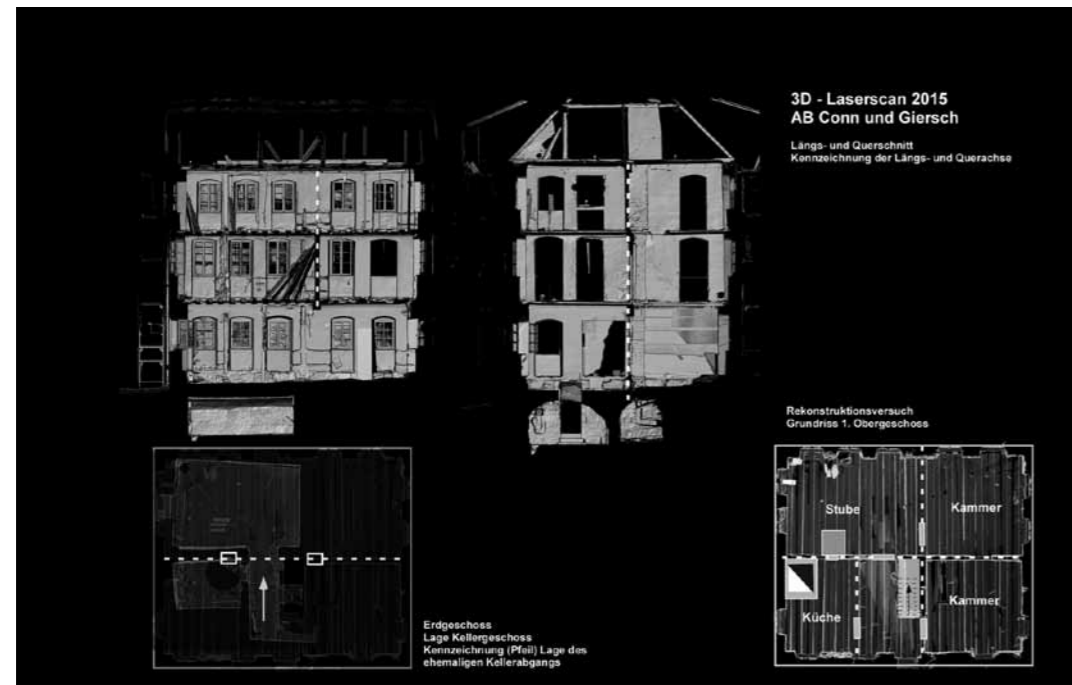 3D - Laserscan 2015
AB Conn und Giersch
Längs- und Querschnitt
Kennzeichnung der Längs- und Querachse
Rekonstruktionsversuch
Grundriss 1. Obergeschoss
Stube
Kammer
Küche
Kammer
Erdgeschoss
Lage Kellergeschoss
Kennzeichnung (Pfeil) Lage des
ehemaligen Kellerabgangs